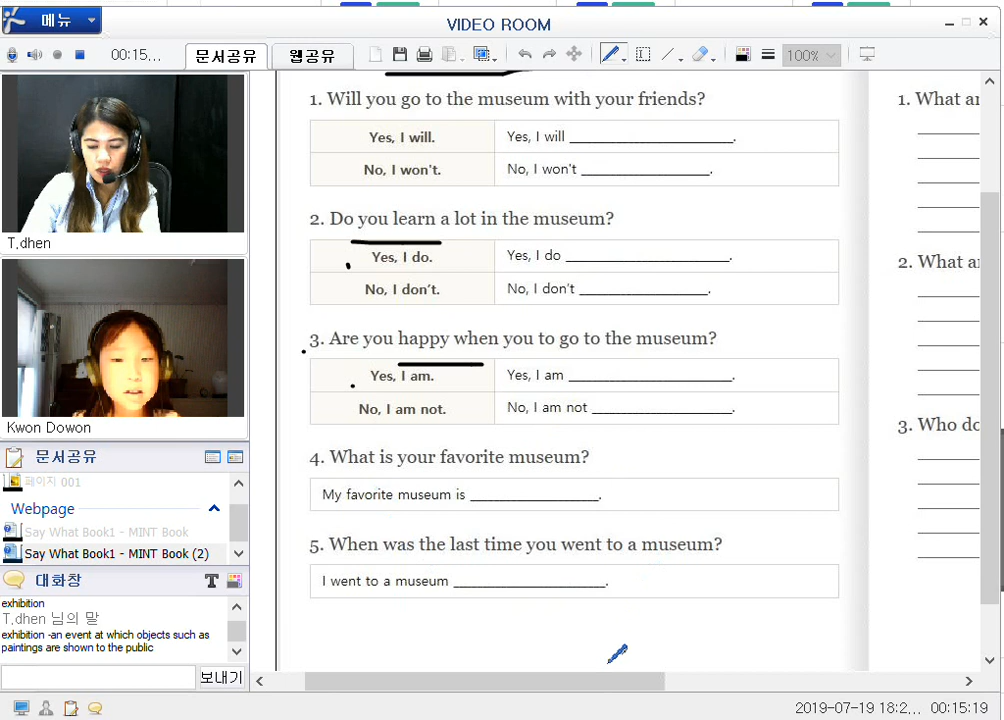 메뉴
VIDEO ROOM
00:15...
문서공유
웹공유
100%
T.dhen
Kwon Dowon
문서공유
페이지 001
Webpage
Say What Book1 - MINT Book
Say What Book1 - MINT Book (2)
대화창
exhibition
T.dhen 님의 말
exhibition -an event at which objects such as
paintings are shown to the public
보내기
1. Will you go to the museum with your friends?
Yes, I will. Yes, I will ____________________.
No, I won't. No, I won't ________________.
2. Do you learn a lot in the museum?
Yes, I do. Yes, I do ____________________.
No, I don't. No, I don't ________________.
3. Are you happy when you to go to the museum?
Yes, I am. Yes, I am ____________________.
No, I am not. No, I am not _________________.
4. What is your favorite museum?
My favorite museum is ________________.
5. When was the last time you went to a museum?
I went to a museum ___________________.
1. What
2. What
3. Who
2019-07-19 18:2... 00:15:19